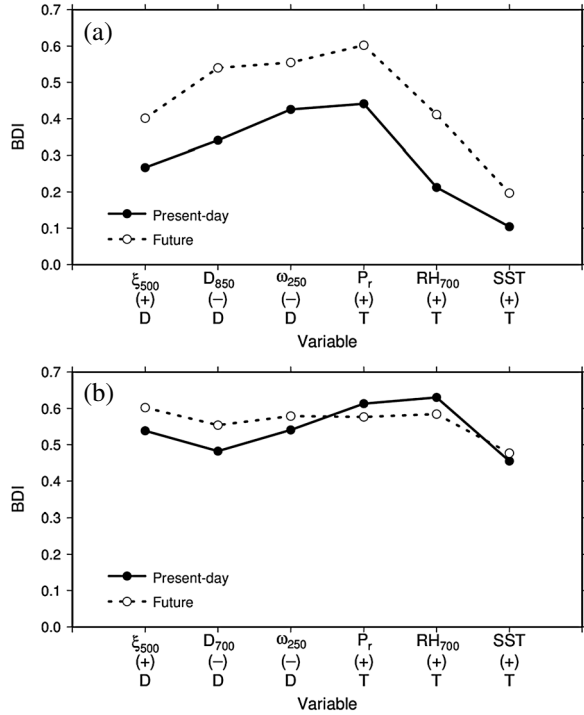 (a)
0.7
0.6
0.5
0.4
0.3
0.2
0.1
0.0
BDI
Present-day
Future
ξ500 D850 ω250 Pr RH700 SST
(+) (−) (−) (+) (+) (+)
D D D T T T
Variable
(b)
0.7
0.6
0.5
0.4
0.3
0.2
0.1
0.0
BDI
Present-day
Future
ξ500 D700 ω250 Pr RH700 SST
(+) (−) (−) (+) (+) (+)
D D D T T T
Variable